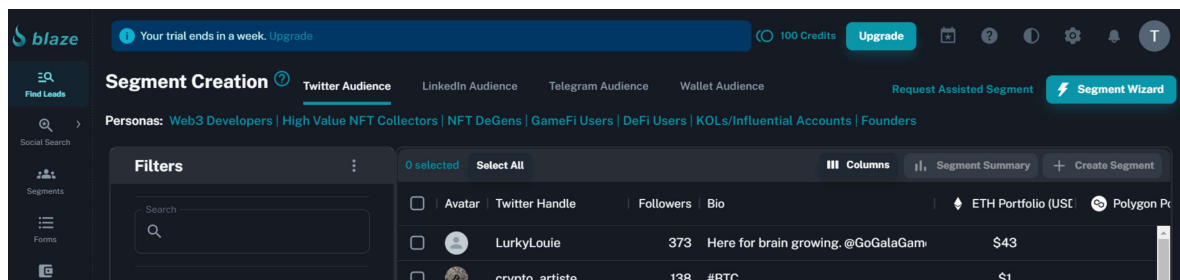 blaze
Your trial ends in a week. Upgrade
100 Credits
Upgrade
T
Find Leads
Social Search
Segments
Forms
Segment Creation
Twitter Audience
LinkedIn Audience
Telegram Audience
Wallet Audience
Request Assisted Segment
Segment Wizard
Personas: Web3 Developers | High Value NFT Collectors | NFT DeGens | GameFi Users | DeFi Users | KOLs/Influential Accounts | Founders
Filters
Search
0 selected
Select All
Columns
Segment Summary
Create Segment
Avatar
Twitter Handle
Followers
Bio
ETH Portfolio (USD
Polygon Po
LurkyLouie
373
Here for brain growing. @GoGalaGam
$43
crypto_artiste
138
#BTC
$1